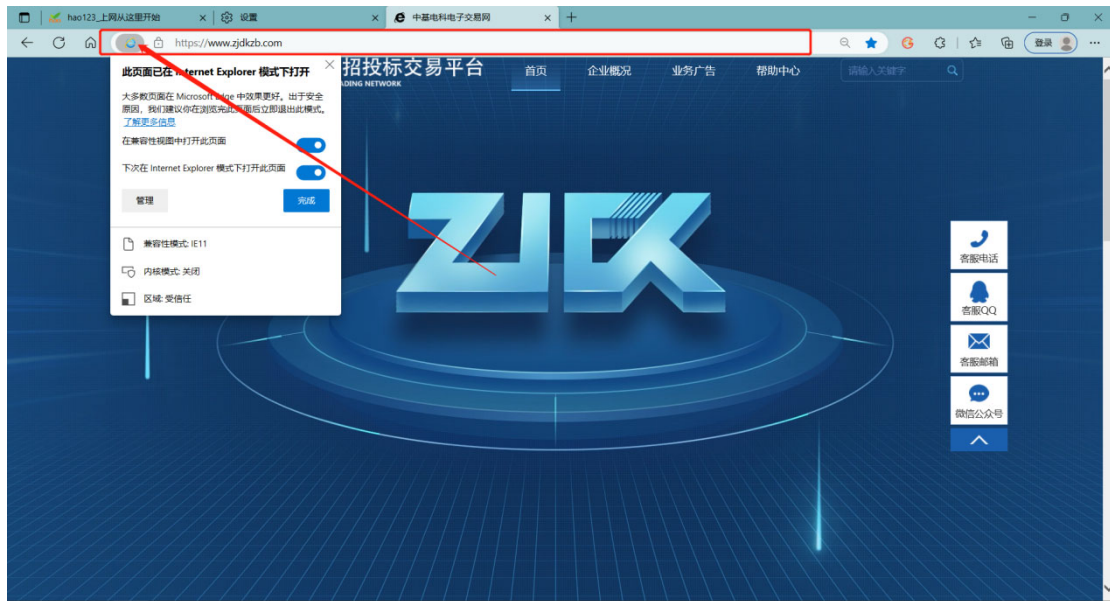 hao123_上网从这里开始
设置
中基电科电子交易网
https://www.zjdkzb.com
登录
此页面已在 Internet Explorer 模式下打开
大多数页面在 Microsoft Edge 中效果更好。出于安全
原因，我们建议你在浏览完此页面后立即退出此模式。
了解更多信息
在兼容性视图中打开此页面
下次在 Internet Explorer 模式下打开此页面
管理
完成
兼容性模式: IE11
内核模式: 关闭
区域: 受信任
招投标交易平台
ADING NETWORK
首页
企业概况
业务广告
帮助中心
请输入关键字
ZJEK
客服电话
客服QQ
客服邮箱
微信公众号